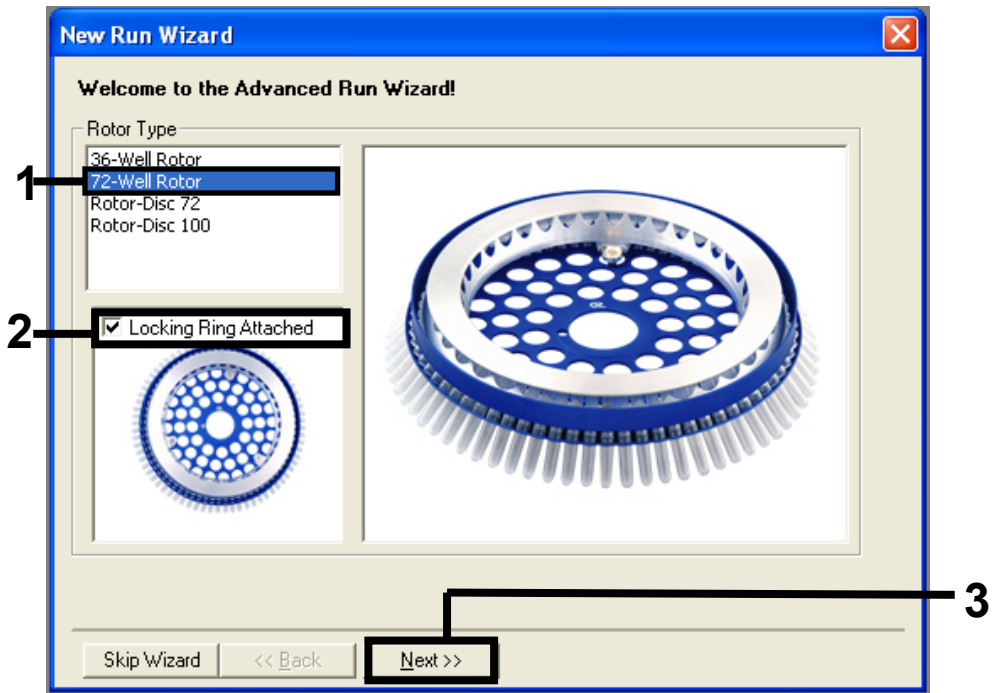 New Run Wizard
Welcome to the Advanced Run Wizard!
Rotor Type
36-Well Rotor
1
72-Well Rotor
Rotor-Disc 72
Rotor-Disc 100
2
Locking Ring Attached
3
Skip Wizard
<< Back
Next >>